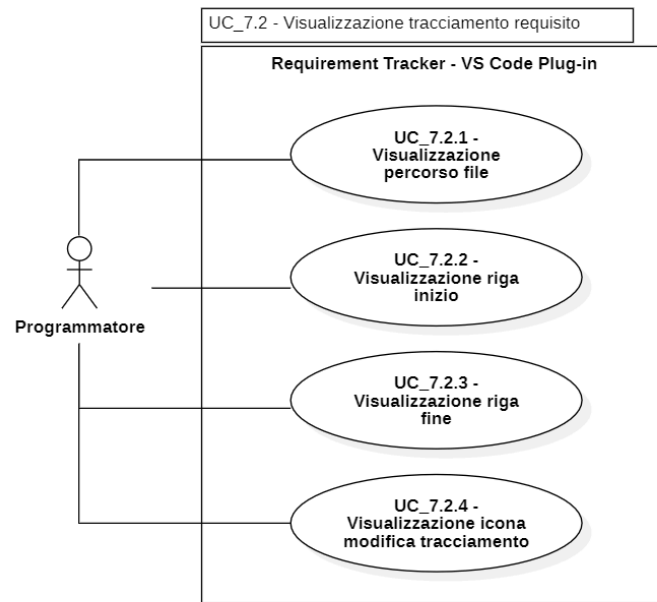 UC_7.2 - Visualizzazione tracciamento requisito
Requirement Tracker - VS Code Plug-in
UC_7.2.1 -
Visualizzazione
percorso file
UC_7.2.2 -
Visualizzazione riga
inizio
Programmatore
UC_7.2.3 -
Visualizzazione riga
fine
UC_7.2.4 -
Visualizzazione icona
modifica tracciamento